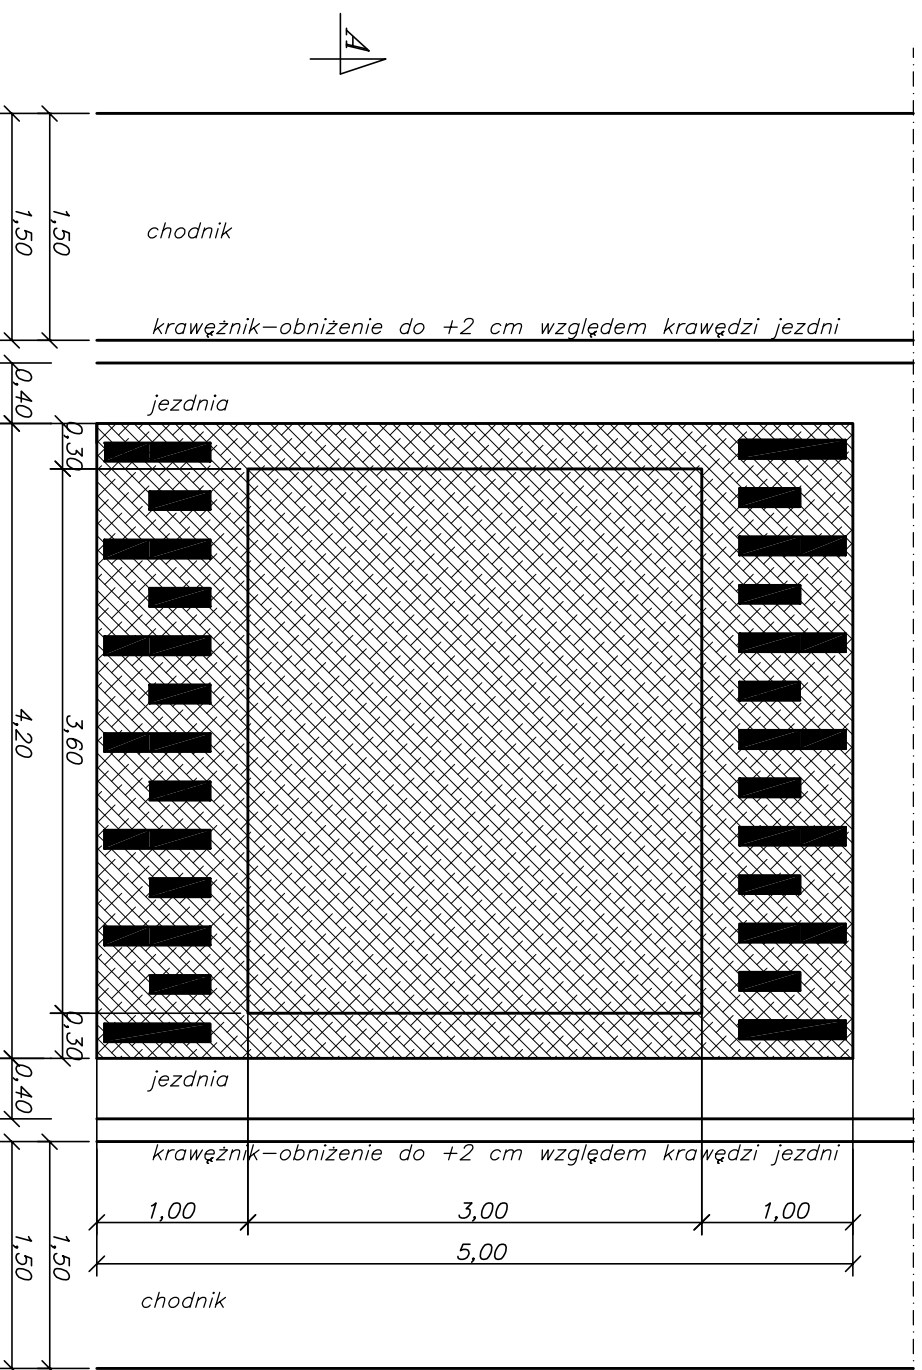 A
1,50
1,50
chodnik
krawężnik-obniżenie do +2 cm względem krawędzi jezdni
0,40
jezdnia
0,30
4,20
3,60
0,30
0,40
jezdnia
krawężnik-obniżenie do +2 cm względem krawędzi jezdni
1,00 3,00 1,00
1,50
1,50
5,00
chodnik